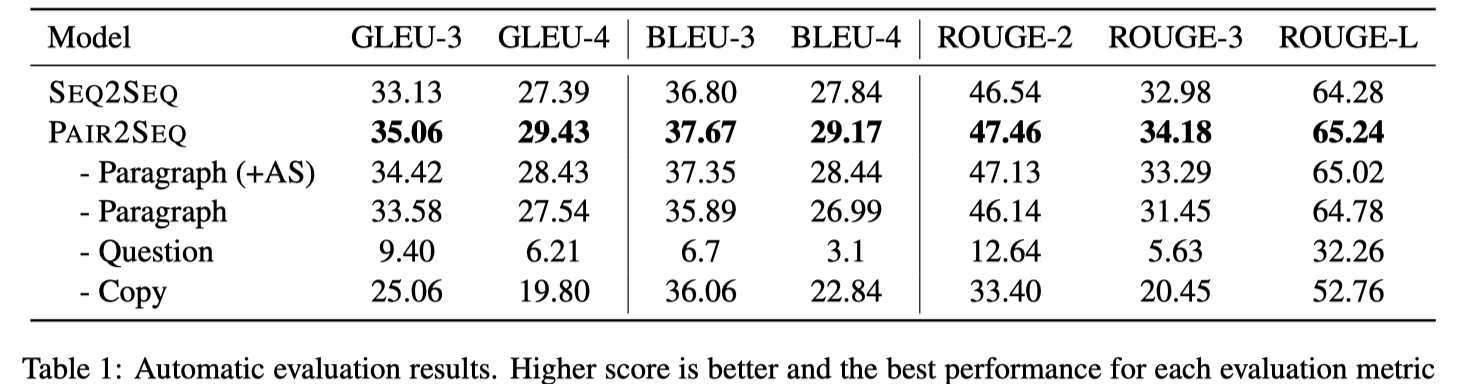 Model GLEU-3 GLEU-4 BLEU-3 BLEU-4 ROUGE-2 ROUGE-3 ROUGE-L
SEQ2SEQ 33.13 27.39 36.80 27.84 46.54 32.98 64.28
PAIR2SEQ 35.06 29.43 37.67 29.17 47.46 34.18 65.24
- Paragraph (+AS) 34.42 28.43 37.35 28.44 47.13 33.29 65.02
- Paragraph 33.58 27.54 35.89 26.99 46.14 31.45 64.78
- Question 9.40 6.21 6.7 3.1 12.64 5.63 32.26
- Copy 25.06 19.80 36.06 22.84 33.40 20.45 52.76
Table 1: Automatic evaluation results. Higher score is better and the best performance for each evaluation metric